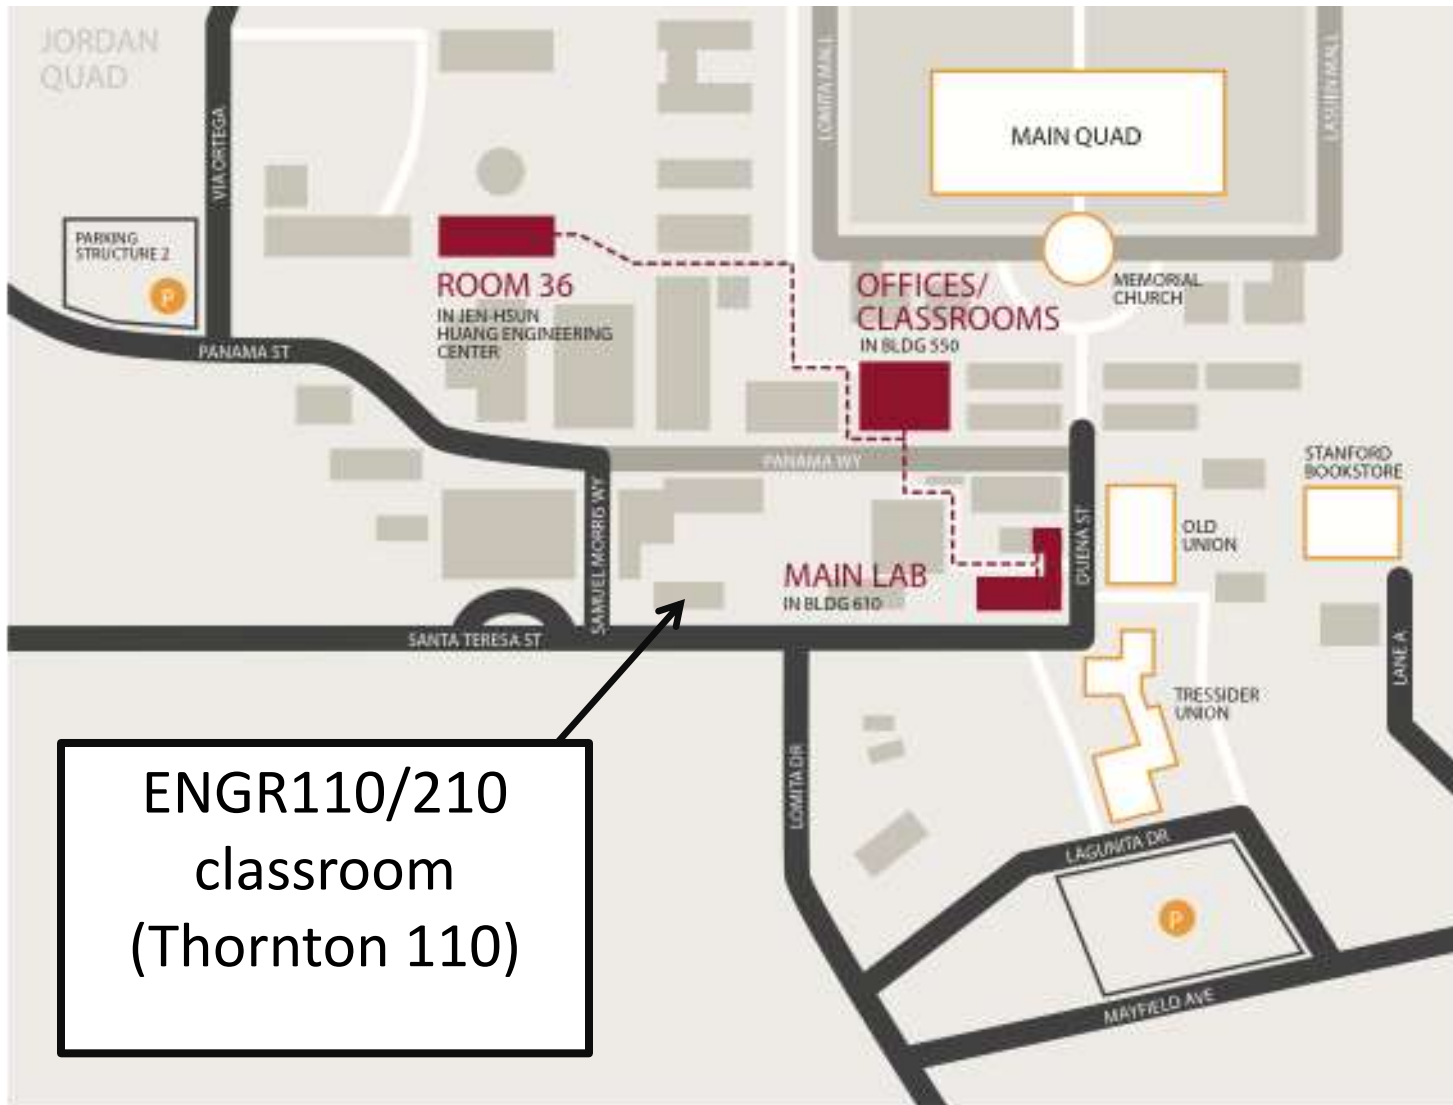 JORDAN
QUAD
VIA ORTEGA
LOMITA MALL
LASUEN MALL
MAIN QUAD
PARKING
STRUCTURE 2
P
ROOM 36
IN JEN-HSUN
HUANG ENGINEERING
CENTER
OFFICES/
CLASSROOMS
IN BLDG 550
MEMORIAL
CHURCH
PANAMA ST
PANAMA WY
STANFORD
BOOKSTORE
SAMUEL MORRIS WY
DUENA ST
OLD
UNION
MAIN LAB
IN BLDG 610
SANTA TERESA ST
LANE A
TRESSIDER
UNION
ENGR110/210
classroom
(Thornton 110)
LOMITA DR
LAGUNITA DR
P
MAYFIELD AVE